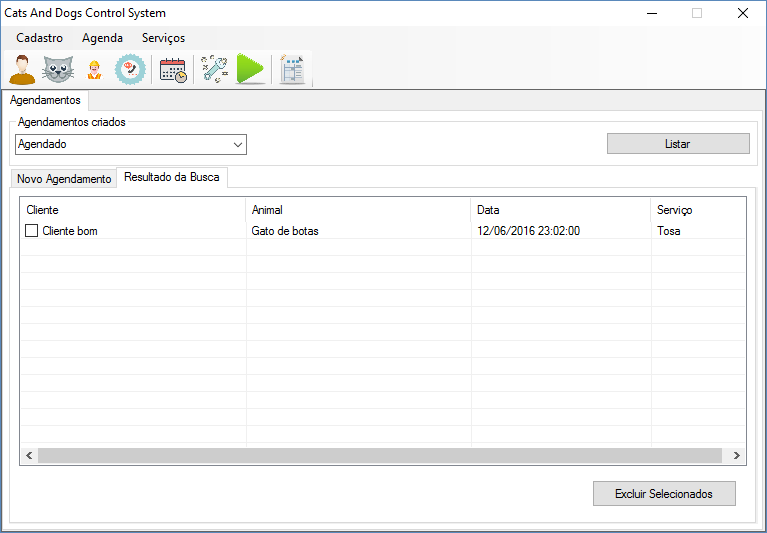 Cats And Dogs Control System
Cadastro Agenda Serviços
Agendamentos
Agendamentos criados
Agendado Listar
Novo Agendamento Resultado da Busca
Cliente Animal Data Serviço
Cliente bom Gato de botas 12/06/2016 23:02:00 Tosa
Excluir Selecionados